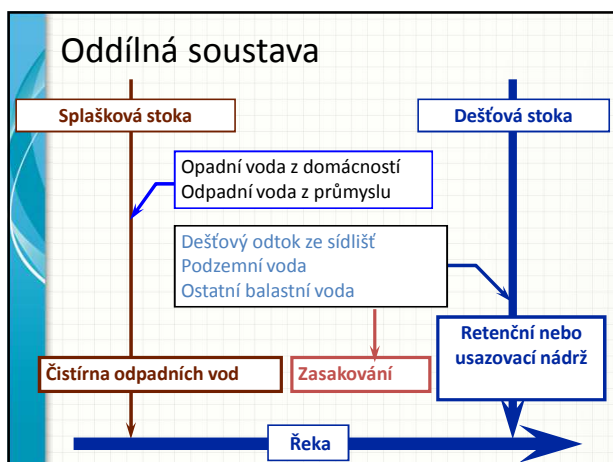 Oddílná soustava
Splašková stoka
Dešťová stoka
Opadní voda z domácností
Odpadní voda z průmyslu
Dešťový odtok ze sídlišť
Podzemní voda
Ostatní balastní voda
Retenční nebo
usazovací nádrž
Čistírna odpadních vod
Zasakování
Řeka